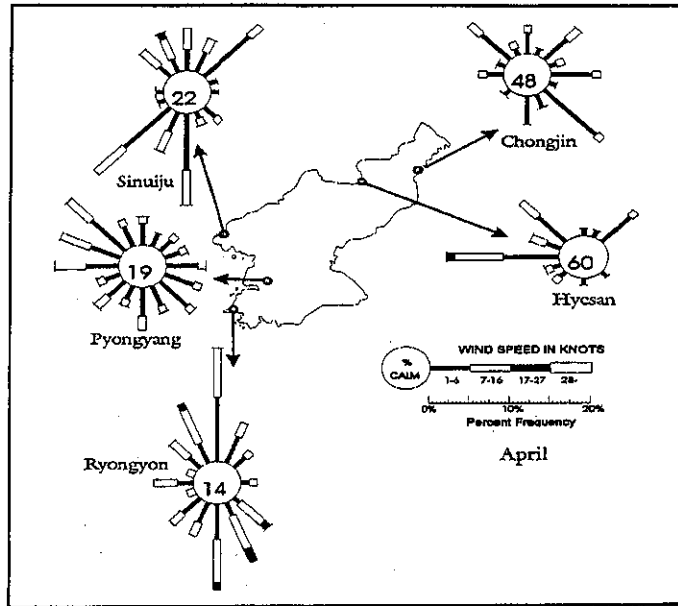 22
Sinuiju
48
Chongjin
19
Pyongyang
60
Hycsan
14
Ryongyon
% CALM
WIND SPEED IN KNOTS
1-6 7-16 17-27 28-
0% 10% 20%
Percent Frequency
April